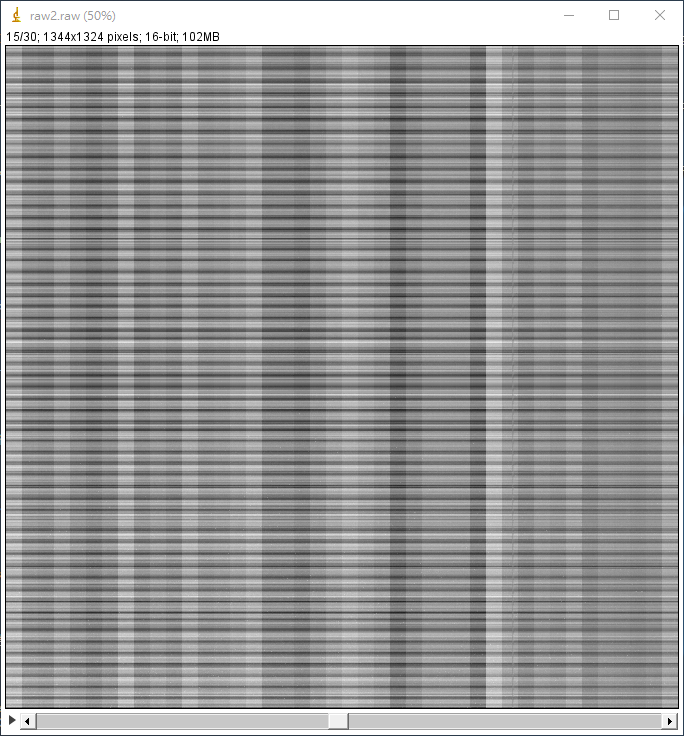 raw2.raw (50%)
15/30; 1344x1324 pixels; 16-bit; 102MB